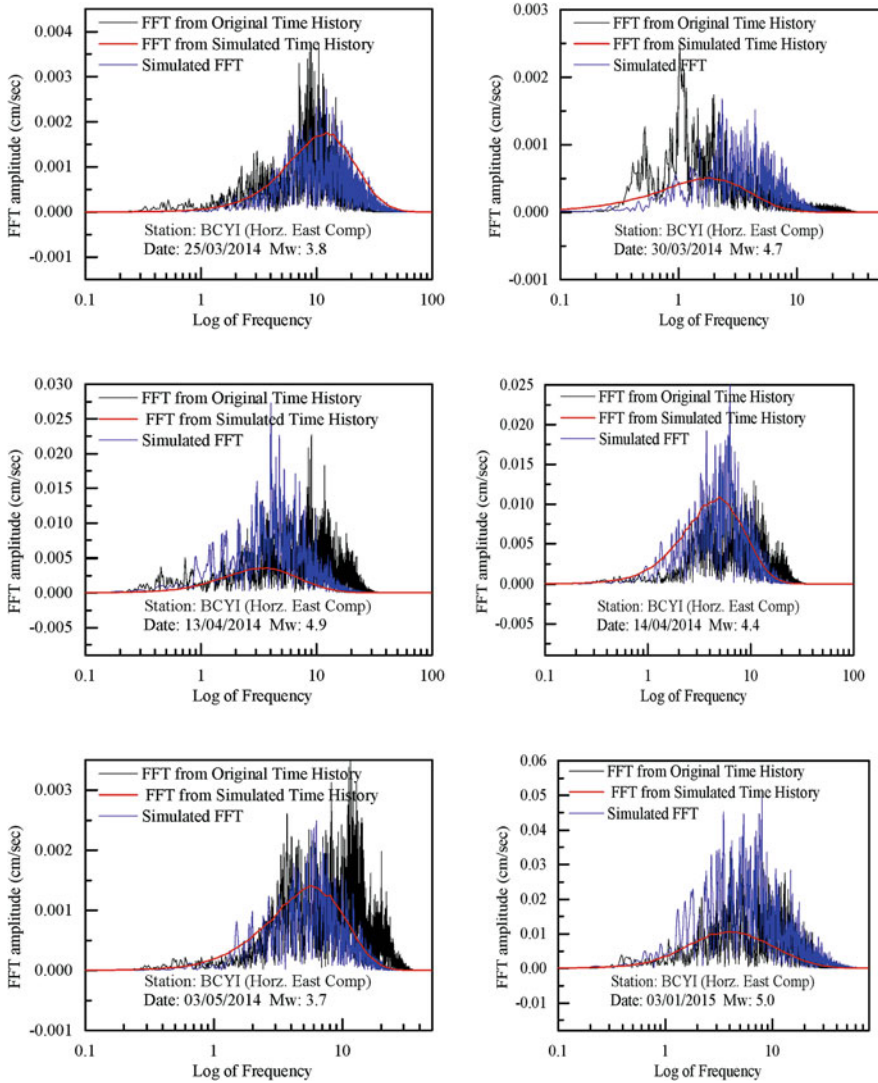 FFT from Original Time History
FFT from Simulated Time History
Simulated FFT
0.004
0.003
0.002
0.001
0.000
-0.001
FFT amplitude (cm/sec)
Station: BCYI (Horz. East Comp)
Date: 25/03/2014 Mw: 3.8
0.1 1 10 100
Log of Frequency
FFT from Original Time History
FFT from Simulated Time History
Simulated FFT
0.003
0.002
0.001
0.000
-0.001
FFT amplitude (cm/sec)
Station: BCYI (Horz. East Comp)
Date: 30/03/2014 Mw: 4.7
0.1 1 10
Log of Frequency
FFT from Original Time History
FFT from Simulated Time History
Simulated FFT
0.030
0.025
0.020
0.015
0.010
0.005
0.000
-0.005
FFT amplitude (cm/sec)
Station: BCYI (Horz. East Comp)
Date: 13/04/2014 Mw: 4.9
0.1 1 10 100
Log of Frequency
FFT from Original Time History
FFT from Simulated Time History
Simulated FFT
0.025
0.020
0.015
0.010
0.005
0.000
-0.005
FFT amplitude (cm/sec)
Station: BCYI (Horz. East Comp)
Date: 14/04/2014 Mw: 4.4
0.1 1 10 100
Log of Frequency
FFT from Original Time History
FFT from Simulated Time History
Simulated FFT
0.003
0.002
0.001
0.000
-0.001
FFT amplitude (cm/sec)
Station: BCYI (Horz. East Comp)
Date: 03/05/2014 Mw: 3.7
0.1 1 10
Log of Frequency
FFT from Original Time History
FFT from Simulated Time History
Simulated FFT
0.06
0.05
0.04
0.03
0.02
0.01
0.00
-0.01
FFT amplitude (cm/sec)
Station: BCYI (Horz. East Comp)
Date: 03/01/2015 Mw: 5.0
0.1 1 10
Log of Frequency